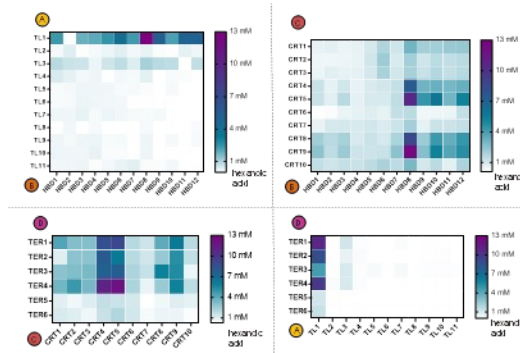 A
TL1
TL2
TL3
TL4
TL5
TL6
TL7
TL8
TL9
TL10
TL11
B
HBD1
HBD2
HBD3
HBD4
HBD5
HBD6
HBD7
HBD8
HBD9
HBD10
HBD11
HBD12
13 mM
10 mM
7 mM
4 mM
1 mM
hexanoic
acid
C
CRT1
CRT2
CRT3
CRT4
CRT5
CRT6
CRT7
CRT8
CRT9
CRT10
B
HBD1
HBD2
HBD3
HBD4
HBD5
HBD6
HBD7
HBD8
HBD9
HBD10
HBD11
HBD12
13 mM
10 mM
7 mM
4 mM
1 mM
hexanoic
acid
D
TER1
TER2
TER3
TER4
TER5
TER6
C
CRT1
CRT2
CRT3
CRT4
CRT5
CRT6
CRT7
CRT8
CRT9
CRT10
13 mM
10 mM
7 mM
4 mM
1 mM
hexanoic
acid
D
TER1
TER2
TER3
TER4
TER5
TER6
A
TL1
TL2
TL3
TL4
TL5
TL6
TL7
TL8
TL9
TL10
TL11
13 mM
10 mM
7 mM
4 mM
1 mM
acid